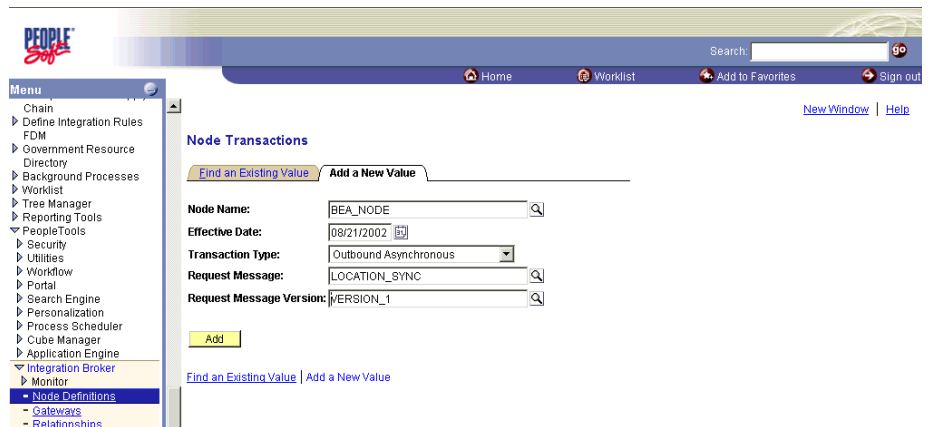 PEOPLE
Soft
Search:
go
Home
Worklist
Add to Favorites
Sign out
Menu
Chain
Define Integration Rules
FDM
Government Resource
Directory
Background Processes
Worklist
Tree Manager
Reporting Tools
PeopleTools
Security
Utilities
Workflow
Portal
Search Engine
Personalization
Process Scheduler
Cube Manager
Application Engine
Integration Broker
Monitor
Node Definitions
Gateways
Relationships
New Window | Help
Node Transactions
Find an Existing Value
Add a New Value
Node Name: BEA_NODE
Effective Date: 08/21/2002
Transaction Type: Outbound Asynchronous
Request Message: LOCATION_SYNC
Request Message Version: VERSION_1
Add
Find an Existing Value | Add a New Value